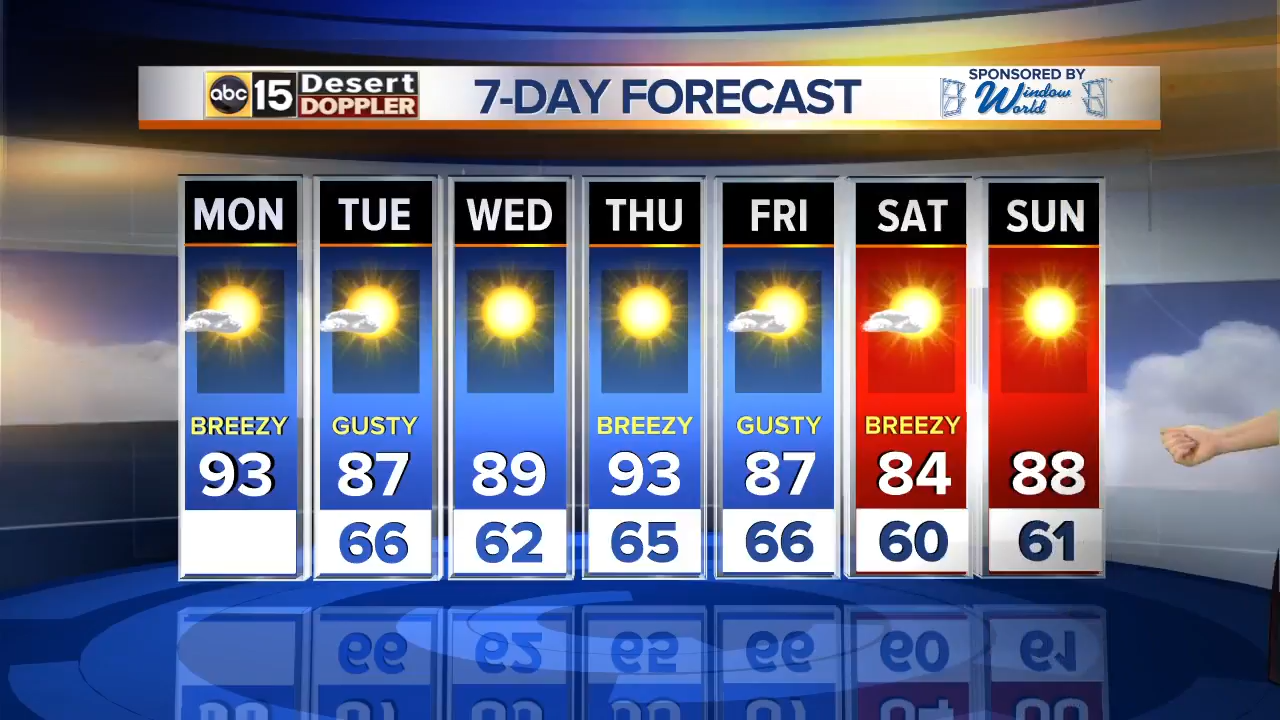 abc 15 Desert DOPPLER
7-DAY FORECAST
SPONSORED BY
Window World
MON TUE WED THU FRI SAT SUN
BREEZY GUSTY BREEZY GUSTY BREEZY
93 87 89 93 87 84 88
66 62 65 66 60 61